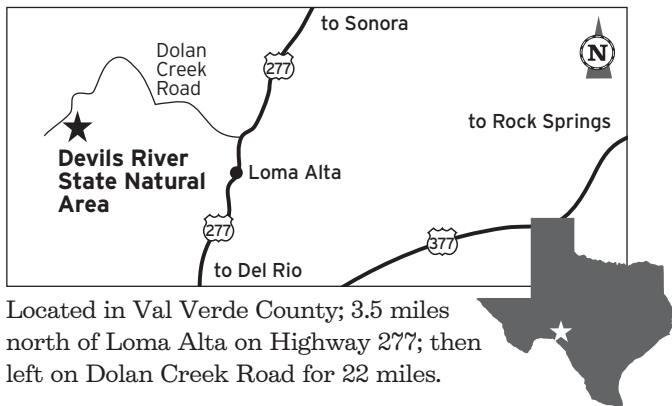 to Sonora
Dolan
Creek
Road
277
N
to Rock Springs
Devils River
State Natural
Area
Loma Alta
277
377
to Del Rio
Located in Val Verde County; 3.5 miles
north of Loma Alta on Highway 277; then
left on Dolan Creek Road for 22 miles.